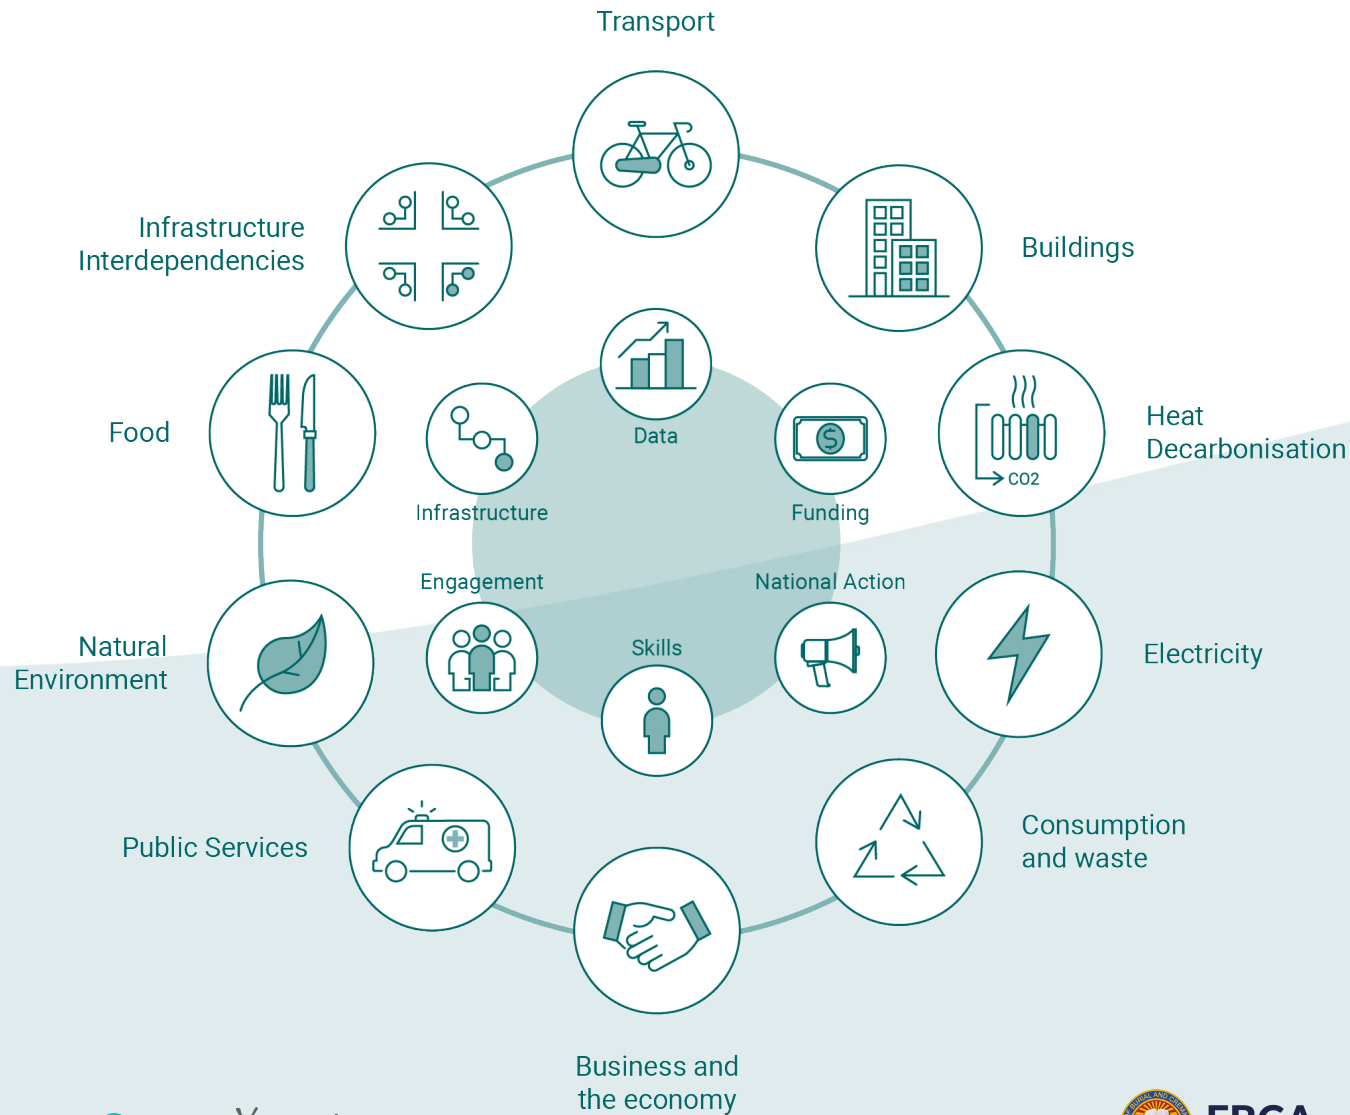 Transport
Infrastructure
Interdependencies
Buildings
Food
Data
$
Heat
Decarbonisation
CO2
Infrastructure
Funding
Engagement
National Action
Natural
Environment
Skills
Electricity
Public Services
Consumption
and waste
Business and
the economy